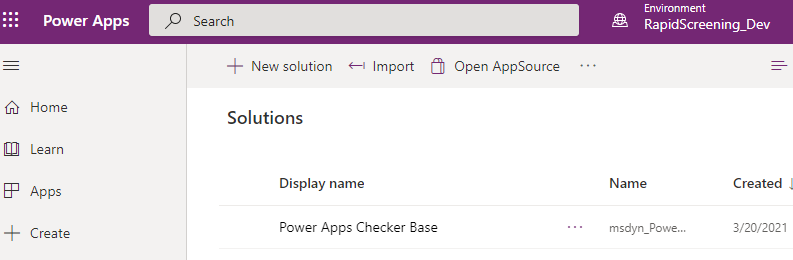 Power Apps
Search
Environment
RapidScreening_Dev
New solution
Import
Open AppSource
...
Home
Learn
Apps
Create
Solutions
Display name
Name
Created
Power Apps Checker Base
...
msdyn_Powe...
3/20/2021